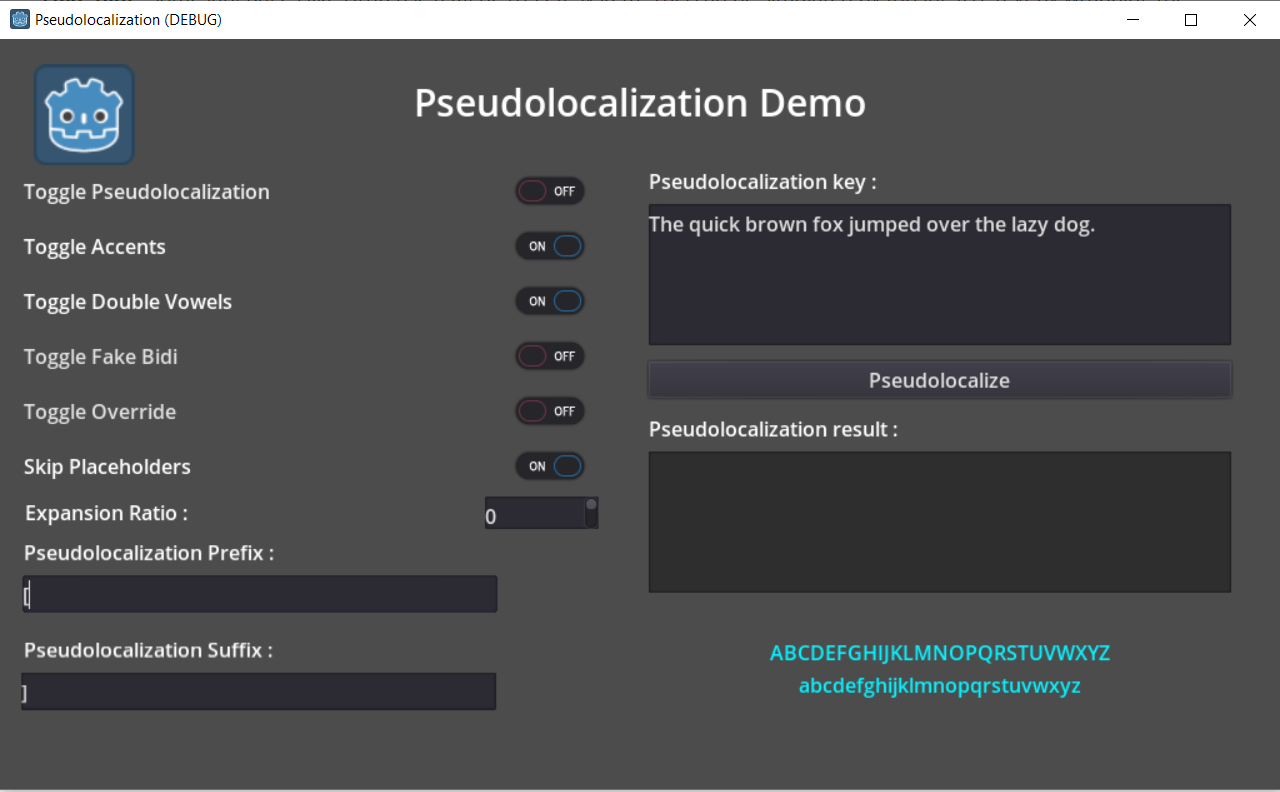 Pseudolocalization (DEBUG)
Pseudolocalization Demo
Toggle Pseudolocalization OFF
Toggle Accents ON
Toggle Double Vowels ON
Toggle Fake Bidi OFF
Toggle Override OFF
Skip Placeholders ON
Expansion Ratio : 0
Pseudolocalization Prefix :
[
Pseudolocalization Suffix :
]
Pseudolocalization key :
The quick brown fox jumped over the lazy dog.
Pseudolocalize
Pseudolocalization result :
ABCDEFGHIJKLMNOPQRSTUVWXYZ
abcdefghijklmnopqrstuvwxyz